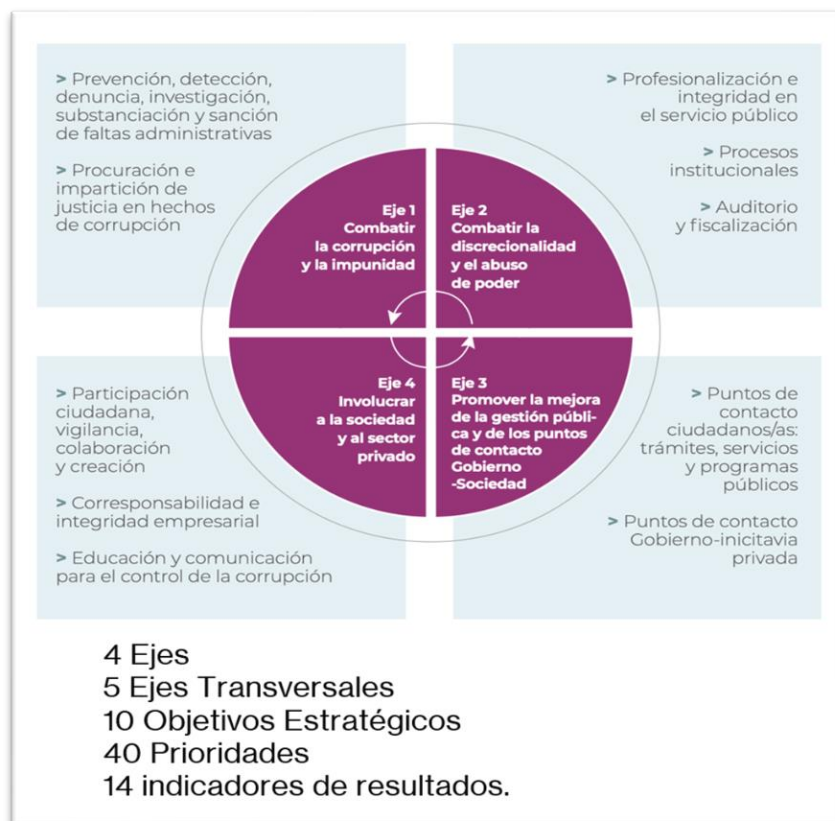 > Prevención, detección,
denuncia, investigación,
substanciación y sanción
de faltas administrativas
> Procuración e
impartición de
justicia en hechos
de corrupción
> Profesionalización e
integridad en
el servicio público
> Procesos
institucionales
> Auditorio
y fiscalización
Eje 1
Combatir
la corrupción
y la impunidad
Eje 2
Combatir la
discrecionalidad
y el abuso
de poder
Eje 4
Involucrar
a la sociedad
y al sector
privado
Eje 3
Promover la mejora
de la gestión públi-
ca y de los puntos
de contacto
Gobierno
-Sociedad
> Participación
ciudadana,
vigilancia,
colaboración
y creación
> Corresponsabilidad e
integridad empresarial
> Educación y comunicación
para el control de la corrupción
> Puntos de
contacto
ciudadanos/as:
trámites, servicios
y programas
públicos
> Puntos de contacto
Gobierno-inicitavia
privada
4 Ejes
5 Ejes Transversales
10 Objetivos Estratégicos
40 Prioridades
14 indicadores de resultados.